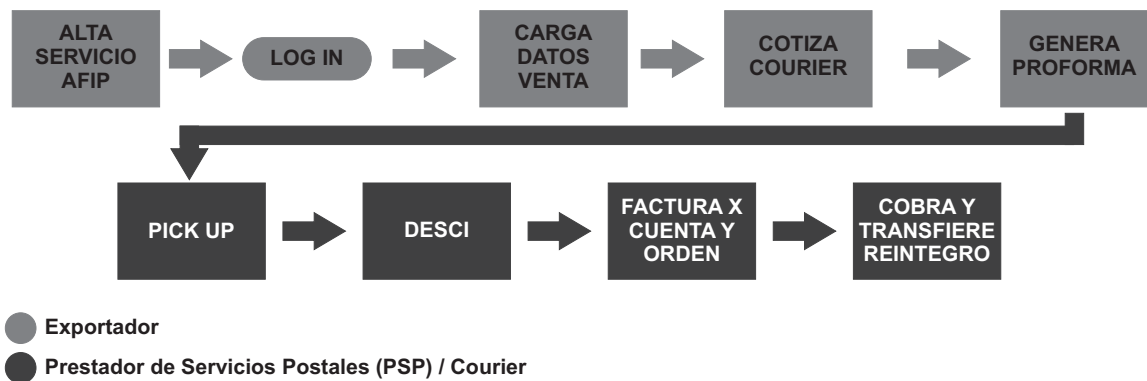 ALTA
SERVICIO
AFIP
LOG IN
CARGA
DATOS
VENTA
COTIZA
COURIER
GENERA
PROFORMA
PICK UP
DESCI
FACTURA X
CUENTA Y
ORDEN
COBRA Y
TRANSFIERE
REINTEGRO
Exportador
Prestador de Servicios Postales (PSP) / Courier